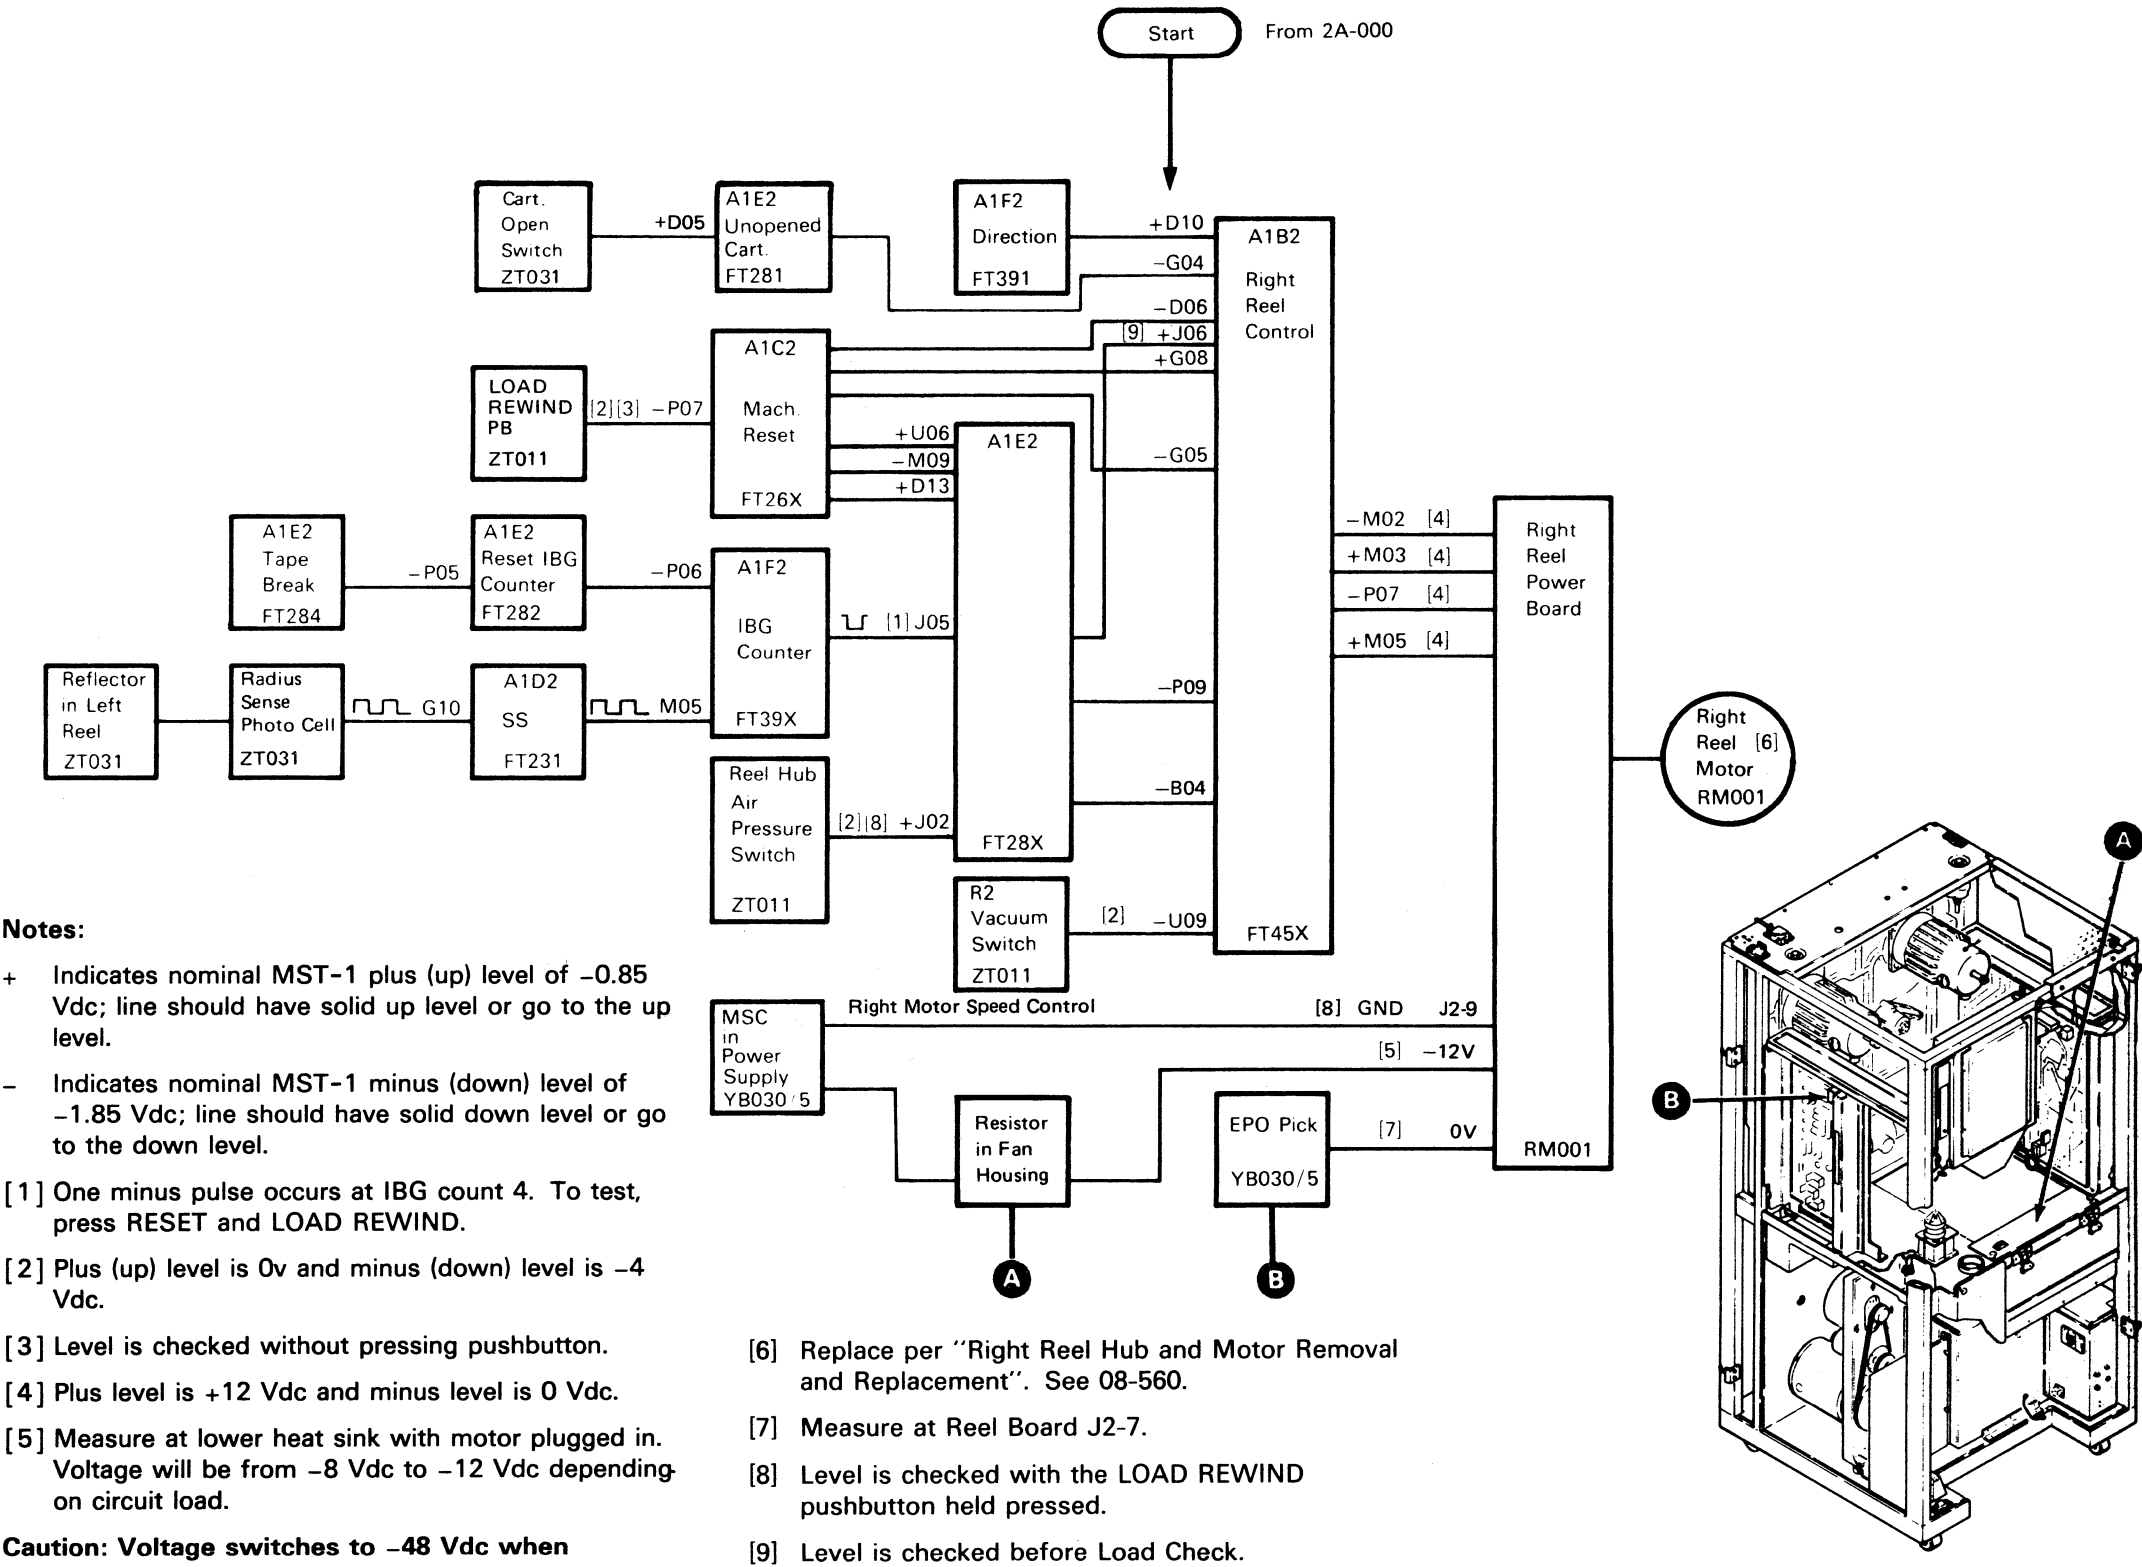 Start From 2A-000
Cart.
Open
Switch
ZT031
+D05
A1E2
Unopened
Cart.
FT281
A1F2
Direction
FT391
+D10
-G04
-D06
[9] +J06
+G08
-G05
-P09
-B04
[2] -U09
A1B2
Right
Reel
Control
FT45X
LOAD
REWIND
PB
ZT011
[2][3] -P07
A1C2
Mach.
Reset
FT26X
+U06
-M09
+D13
A1E2
FT28X
A1E2
Tape
Break
FT284
-P05
A1E2
Reset IBG
Counter
FT282
-P06
A1F2
IBG
Counter
FT39X
[1] J05
Reflector
in Left
Reel
ZT031
Radius
Sense
Photo Cell
ZT031
G10
A1D2
SS
FT231
M05
Reel Hub
Air
Pressure
Switch
ZT011
[2][8] +J02
R2
Vacuum
Switch
ZT011
-M02 [4]
+M03 [4]
-P07 [4]
+M05 [4]
Right
Reel
Power
Board
RM001
Right
Reel [6]
Motor
RM001
MSC
in
Power
Supply
YB030/5
Right Motor Speed Control
[8] GND J2-9
[5] -12V
Resistor
in Fan
Housing
A
EPO Pick
YB030/5
[7] 0V
B
A
B
Notes:
+ Indicates nominal MST-1 plus (up) level of -0.85
Vdc; line should have solid up level or go to the up
level.
- Indicates nominal MST-1 minus (down) level of
-1.85 Vdc; line should have solid down level or go
to the down level.
[1] One minus pulse occurs at IBG count 4. To test,
press RESET and LOAD REWIND.
[2] Plus (up) level is 0v and minus (down) level is -4
Vdc.
[3] Level is checked without pressing pushbutton.
[4] Plus level is +12 Vdc and minus level is 0 Vdc.
[5] Measure at lower heat sink with motor plugged in.
Voltage will be from -8 Vdc to -12 Vdc depending
on circuit load.
Caution: Voltage switches to -48 Vdc when
[6] Replace per "Right Reel Hub and Motor Removal
and Replacement". See 08-560.
[7] Measure at Reel Board J2-7.
[8] Level is checked with the LOAD REWIND
pushbutton held pressed.
[9] Level is checked before Load Check.